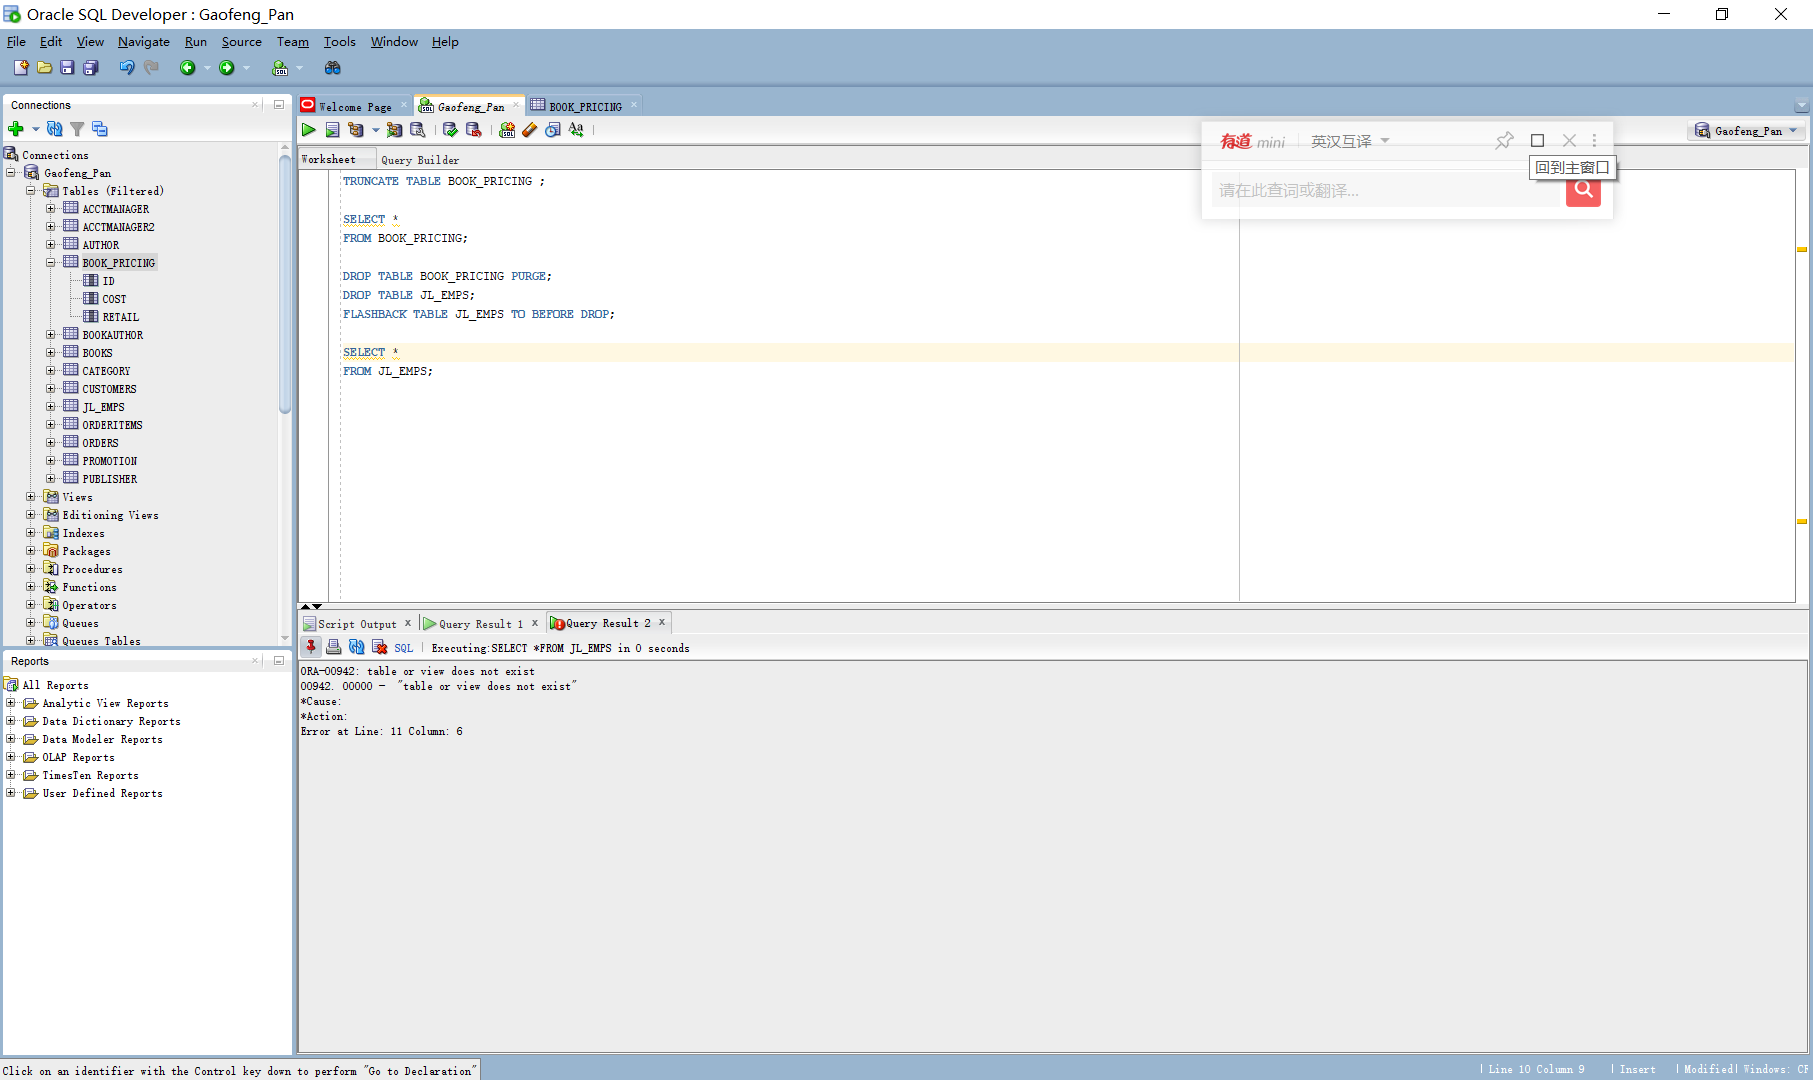 Oracle SQL Developer : Gaofeng_Pan
File Edit View Navigate Run Source Team Tools Window Help
Connections
Connections
Gaofeng_Pan
Tables (Filtered)
ACCTMANAGER
ACCTMANAGER2
AUTHOR
BOOK_PRICING
ID
COST
RETAIL
BOOKAUTHOR
BOOKS
CATEGORY
CUSTOMERS
JL_EMPS
ORDERITEMS
ORDERS
PROMOTION
PUBLISHER
Views
Editioning Views
Indexes
Packages
Procedures
Functions
Operators
Queues
Queues Tables
Reports
All Reports
Analytic View Reports
Data Dictionary Reports
Data Modeler Reports
OLAP Reports
TimesTen Reports
User Defined Reports
Welcome Page
Gaofeng_Pan
BOOK_PRICING
Gaofeng_Pan
Worksheet
Query Builder
有道 mini
英汉互译
回到主窗口
请在此查词或翻译...
TRUNCATE TABLE BOOK_PRICING ;
SELECT *
FROM BOOK_PRICING;
DROP TABLE BOOK_PRICING PURGE;
DROP TABLE JL_EMPS;
FLASHBACK TABLE JL_EMPS TO BEFORE DROP;
SELECT *
FROM JL_EMPS;
Script Output
Query Result 1
Query Result 2
SQL
Executing:SELECT *FROM JL_EMPS in 0 seconds
ORA-00942: table or view does not exist
00942. 00000 - "table or view does not exist"
*Cause:
*Action:
Error at Line: 11 Column: 6
Click on an identifier with the Control key down to perform "Go to Declaration"
Line 10 Column 9
Insert
Modified
Windows: CF